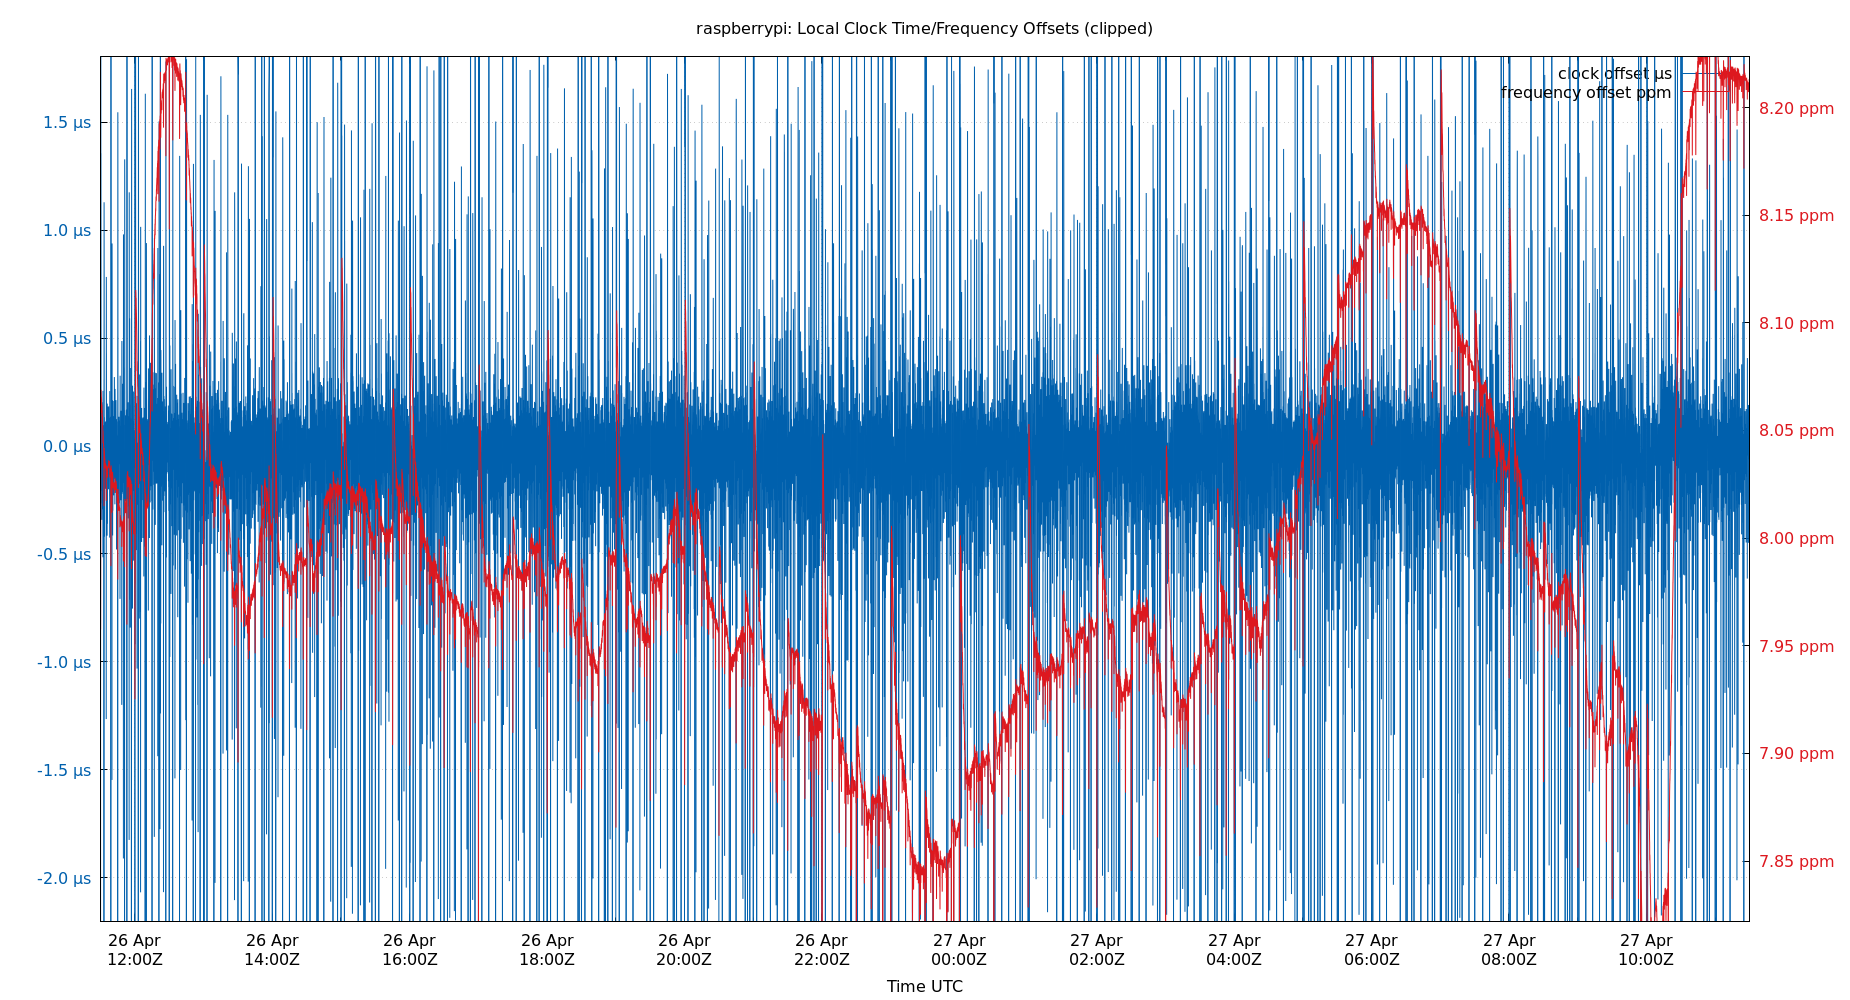 raspberrypi: Local Clock Time/Frequency Offsets (clipped)
clock offset µs
frequency offset ppm
1.5 µs
1.0 µs
0.5 µs
0.0 µs
-0.5 µs
-1.0 µs
-1.5 µs
-2.0 µs
8.20 ppm
8.15 ppm
8.10 ppm
8.05 ppm
8.00 ppm
7.95 ppm
7.90 ppm
7.85 ppm
26 Apr 26 Apr 26 Apr 26 Apr 26 Apr 26 Apr 27 Apr 27 Apr 27 Apr 27 Apr 27 Apr 27 Apr
12:00Z 14:00Z 16:00Z 18:00Z 20:00Z 22:00Z 00:00Z 02:00Z 04:00Z 06:00Z 08:00Z 10:00Z
Time UTC